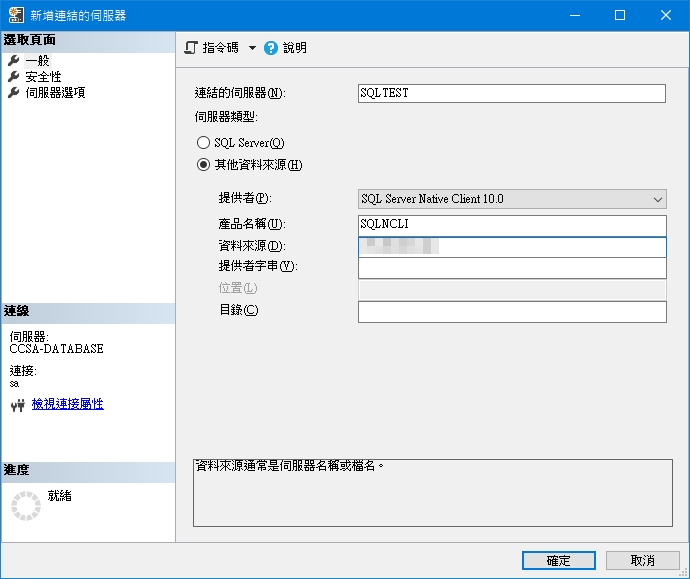 新增連結的伺服器
選取頁面
一般
安全性
伺服器選項
指令碼
說明
連結的伺服器(N):
SQLTEST
伺服器類型:
SQL Server(Q)
其他資料來源(H)
提供者(P):
SQL Server Native Client 10.0
產品名稱(U):
SQLNCLI
資料來源(D):
提供者字串(V):
位置(L)
目錄(C)
連線
伺服器:
CCSA-DATABASE
連接:
sa
檢視連接屬性
進度
就緒
資料來源通常是伺服器名稱或檔名。
確定
取消